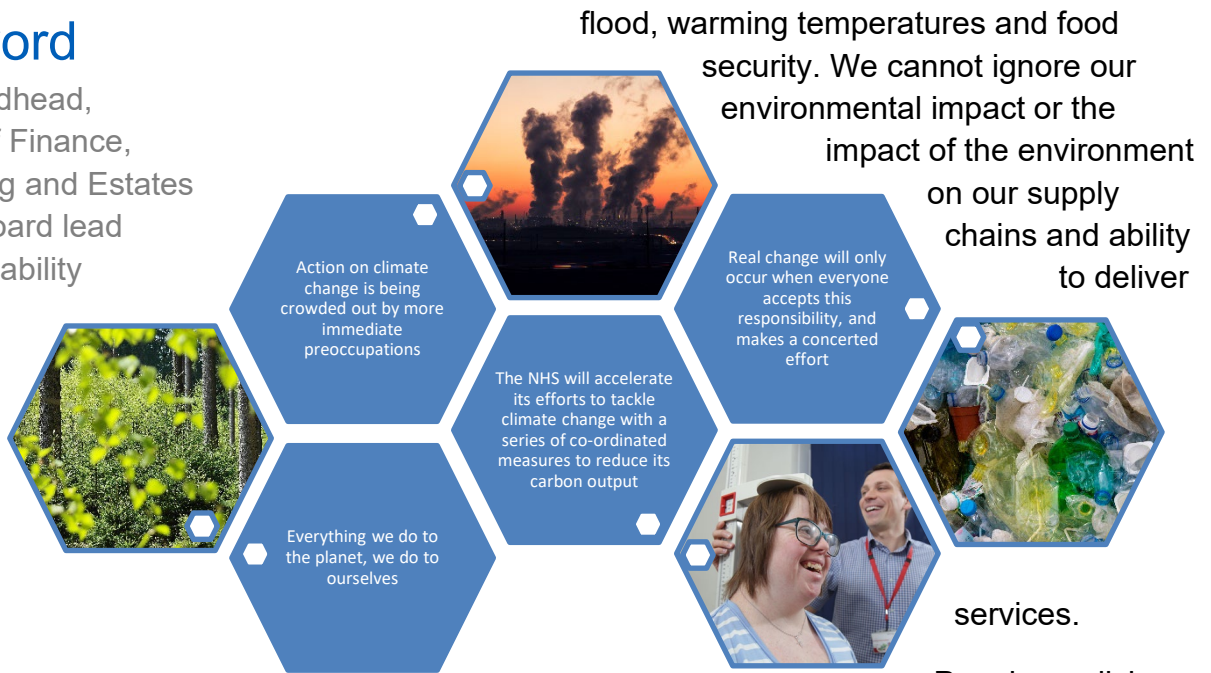 ord
dhead,
Finance,
g and Estates
oard lead
ability
flood, warming temperatures and food
security. We cannot ignore our
environmental impact or the
impact of the environment
on our supply
chains and ability
to deliver
services.
Action on climate
change is being
crowded out by more
immediate
preoccupations
Real change will only
occur when everyone
accepts this
responsibility, and
makes a concerted
effort
The NHS will accelerate
its efforts to tackle
climate change with a
series of co-ordinated
measures to reduce its
carbon output
Everything we do to
the planet, we do to
ourselves